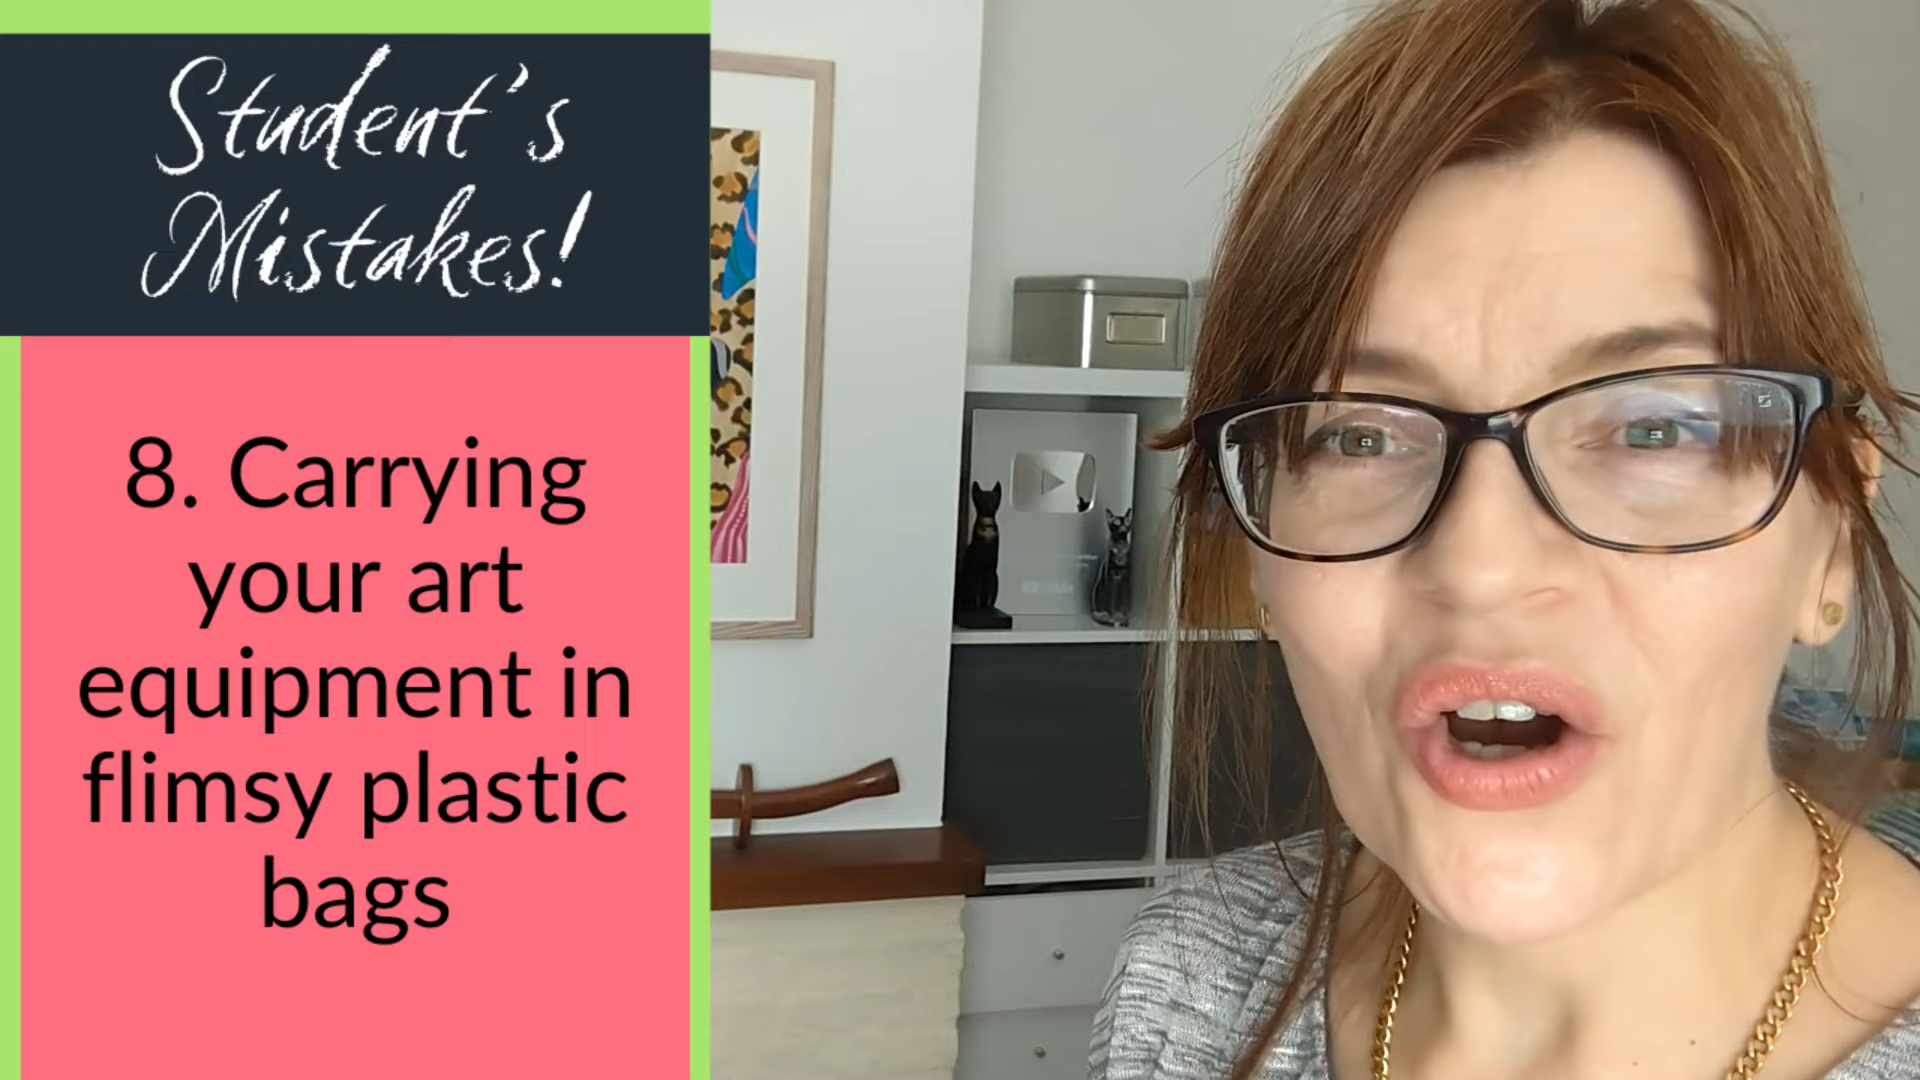 Student's
Mistakes!
8. Carrying
your art
equipment in
flimsy plastic
bags